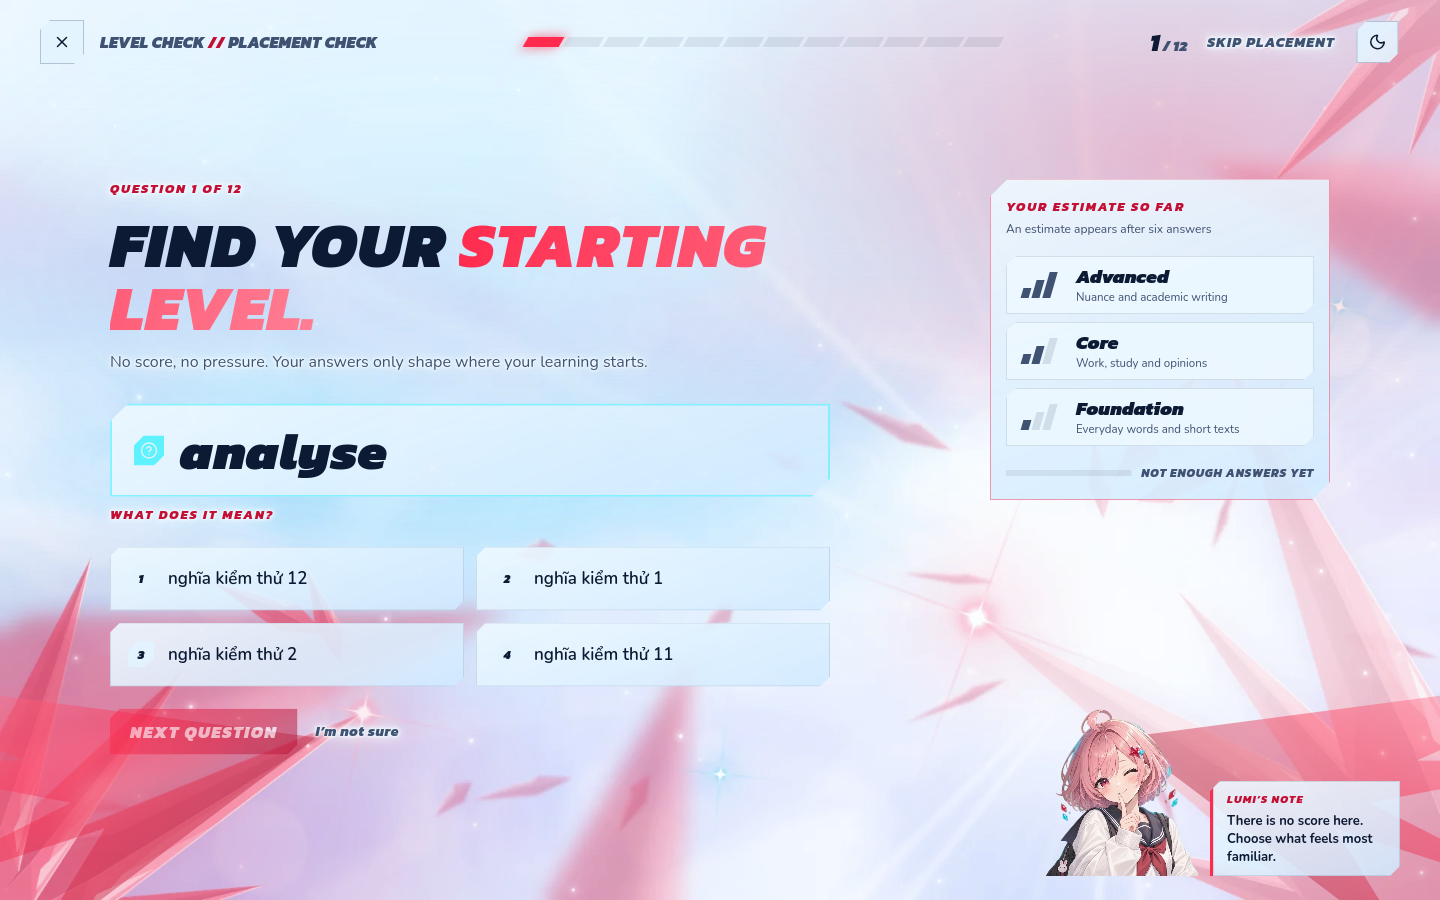 LEVEL CHECK // PLACEMENT CHECK
1 / 12
SKIP PLACEMENT
QUESTION 1 OF 12
FIND YOUR STARTING
LEVEL.
No score, no pressure. Your answers only shape where your learning starts.
analyse
WHAT DOES IT MEAN?
1 nghĩa kiểm thử 12
2 nghĩa kiểm thử 1
3 nghĩa kiểm thử 2
4 nghĩa kiểm thử 11
NEXT QUESTION
I'm not sure
YOUR ESTIMATE SO FAR
An estimate appears after six answers
Advanced
Nuance and academic writing
Core
Work, study and opinions
Foundation
Everyday words and short texts
NOT ENOUGH ANSWERS YET
LUMI'S NOTE
There is no score here.
Choose what feels most
familiar.